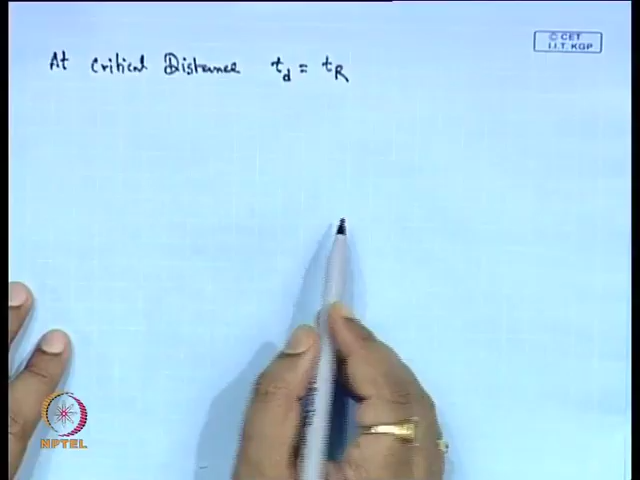 © CET
I.I.T. KGP
At Critical Distance t_d = t_R
NPTEL